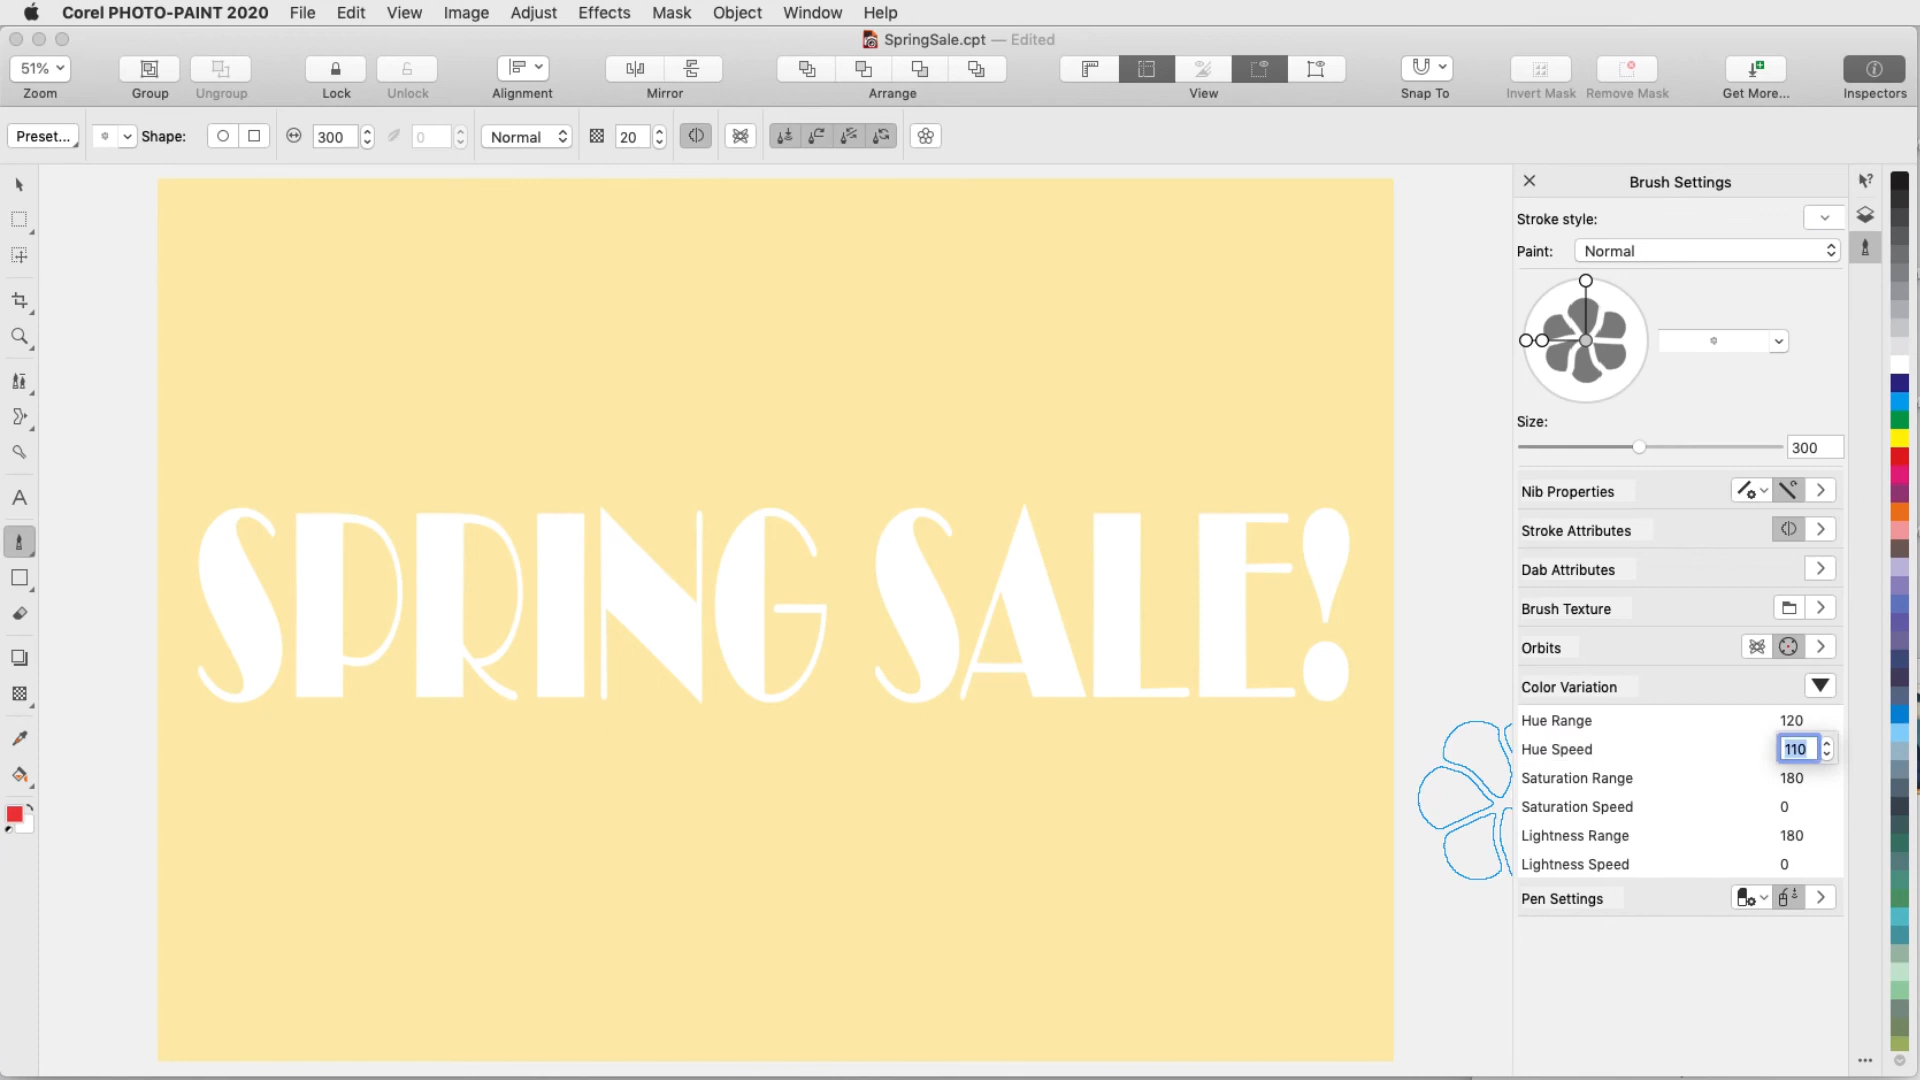 Corel PHOTO-PAINT 2020 File Edit View Image Adjust Effects Mask Object Window Help
SpringSale.cpt — Edited
51%
Zoom Group Ungroup Lock Unlock Alignment Mirror Arrange View Snap To Invert Mask Remove Mask Get More... Inspectors
Preset... Shape: 300 0 Normal 20
Brush Settings
Stroke style:
Paint: Normal
Size:
300
Nib Properties
Stroke Attributes
Dab Attributes
Brush Texture
Orbits
Color Variation
Hue Range 120
Hue Speed 110
Saturation Range 180
Saturation Speed 0
Lightness Range 180
Lightness Speed 0
Pen Settings
SPRING SALE!